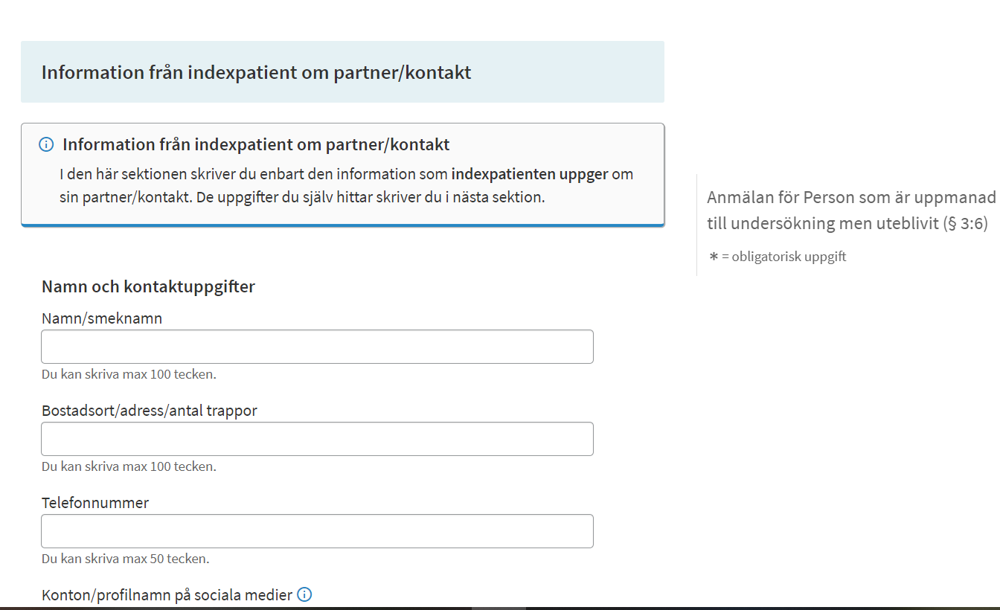 Information från indexpatient om partner/kontakt
Information från indexpatient om partner/kontakt
I den här sektionen skriver du enbart den information som indexpatienten uppger om
sin partner/kontakt. De uppgifter du själv hittar skriver du i nästa sektion.
Anmälan för Person som är uppmanad
till undersökning men uteblivit (§ 3:6)
* = obligatorisk uppgift
Namn och kontaktuppgifter
Namn/smeknamn
Du kan skriva max 100 tecken.
Bostadsort/adress/antal trappor
Du kan skriva max 100 tecken.
Telefonnummer
Du kan skriva max 50 tecken.
Konton/profilnamn på sociala medier